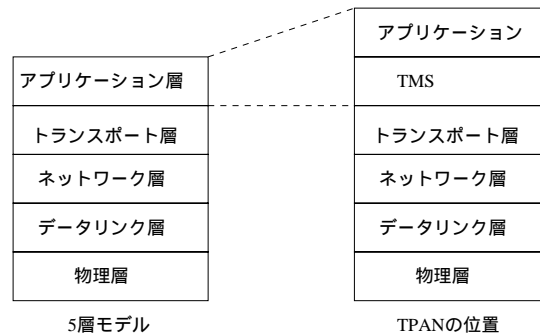 アプリケーション層
トランスポート層
ネットワーク層
データリンク層
物理層
5層モデル
アプリケーション
TMS
トランスポート層
ネットワーク層
データリンク層
物理層
TPANの位置